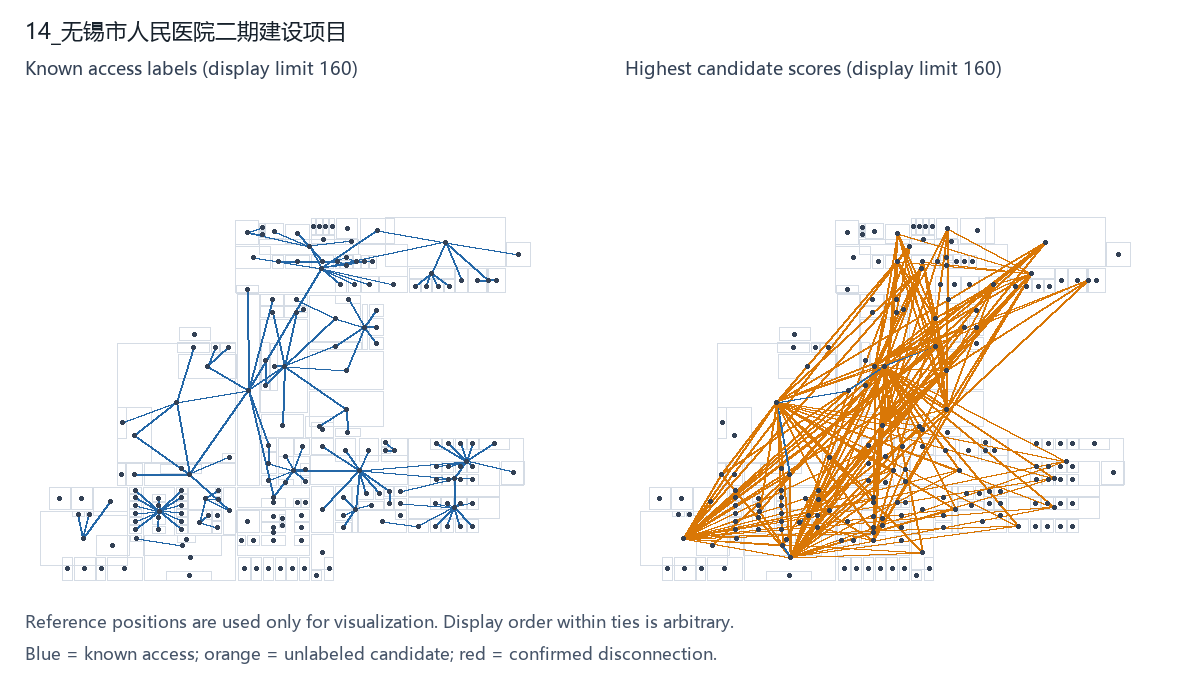 14_无锡市人民医院二期建设项目
Known access labels (display limit 160)
Highest candidate scores (display limit 160)
Reference positions are used only for visualization. Display order within ties is arbitrary.
Blue = known access; orange = unlabeled candidate; red = confirmed disconnection.